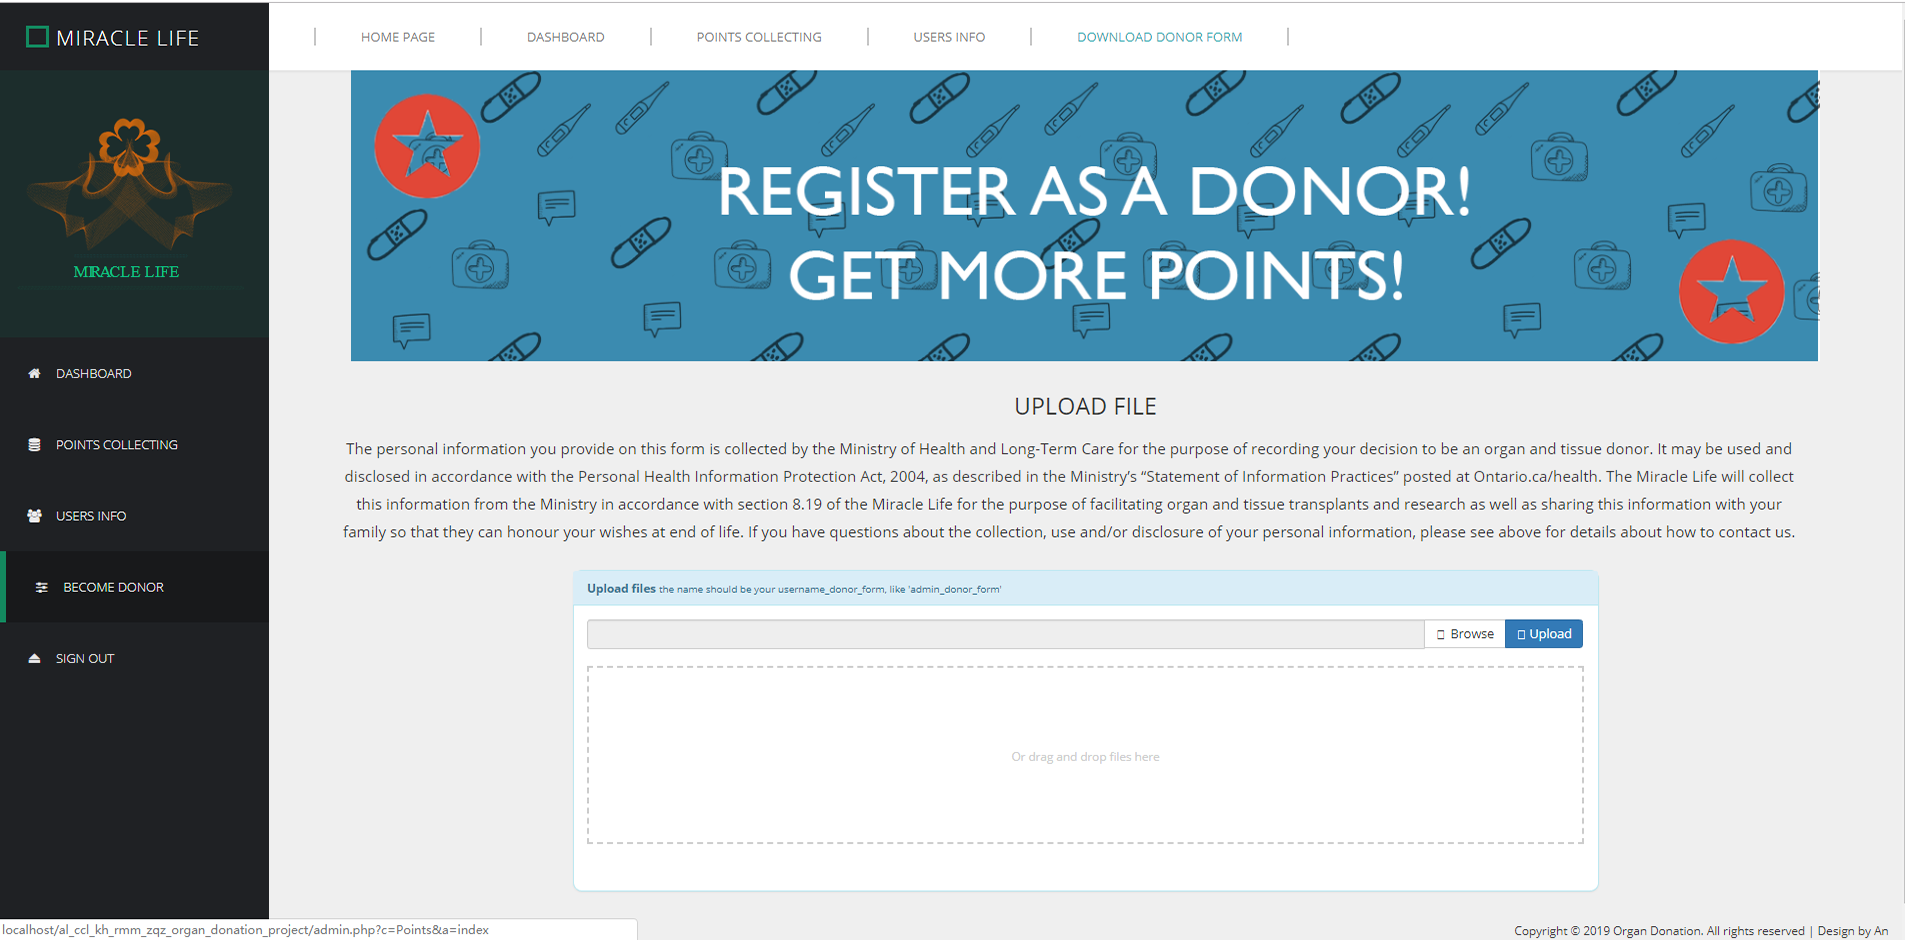 MIRACLE LIFE
HOME PAGE
DASHBOARD
POINTS COLLECTING
USERS INFO
DOWNLOAD DONOR FORM
MIRACLE LIFE
REGISTER AS A DONOR!
GET MORE POINTS!
DASHBOARD
POINTS COLLECTING
USERS INFO
BECOME DONOR
SIGN OUT
UPLOAD FILE
The personal information you provide on this form is collected by the Ministry of Health and Long-Term Care for the purpose of recording your decision to be an organ and tissue donor. It may be used and
disclosed in accordance with the Personal Health Information Protection Act, 2004, as described in the Ministry’s “Statement of Information Practices” posted at Ontario.ca/health. The Miracle Life will collect
this information from the Ministry in accordance with section 8.19 of the Miracle Life for the purpose of facilitating organ and tissue transplants and research as well as sharing this information with your
family so that they can honour your wishes at end of life. If you have questions about the collection, use and/or disclosure of your personal information, please see above for details about how to contact us.
Upload files the name should be your username_donor_form, like 'admin_donor_form'
Browse
Upload
Or drag and drop files here
localhost/al_ccl_kh_rmm_zqz_organ_donation_project/admin.php?c=Points&a=index
Copyright © 2019 Organ Donation. All rights reserved | Design by An